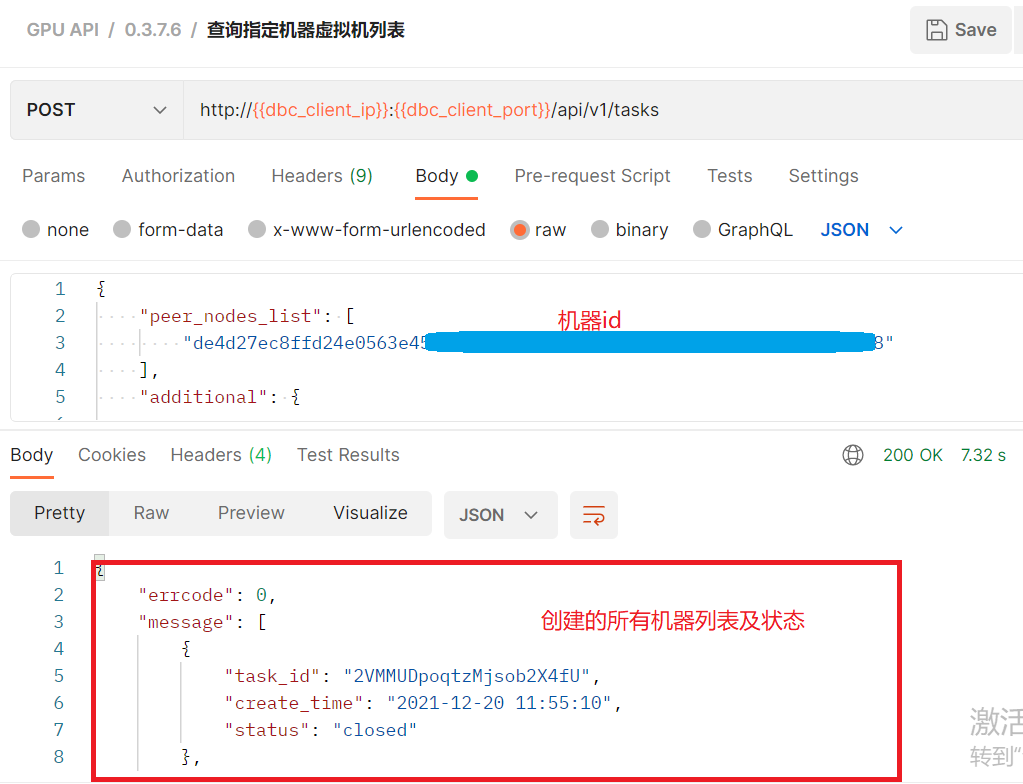 GPU API / 0.3.7.6 / 查询指定机器虚拟机列表
Save
POST
http://{{dbc_client_ip}}:{{dbc_client_port}}/api/v1/tasks
Params Authorization Headers (9) Body Pre-request Script Tests Settings
none form-data x-www-form-urlencoded raw binary GraphQL JSON
1 {
2 "peer_nodes_list": [
机器id
3 "de4d27ec8ffd24e0563e45 8"
4 ],
5 "additional": {
Body Cookies Headers (4) Test Results 200 OK 7.32 s
Pretty Raw Preview Visualize JSON
1 {
2 "errcode": 0,
3 "message": [
创建的所有机器列表及状态
4 {
5 "task_id": "2VMMUDpoqtzMjsob2X4fU",
6 "create_time": "2021-12-20 11:55:10",
7 "status": "closed"
8 },
激活
转到"